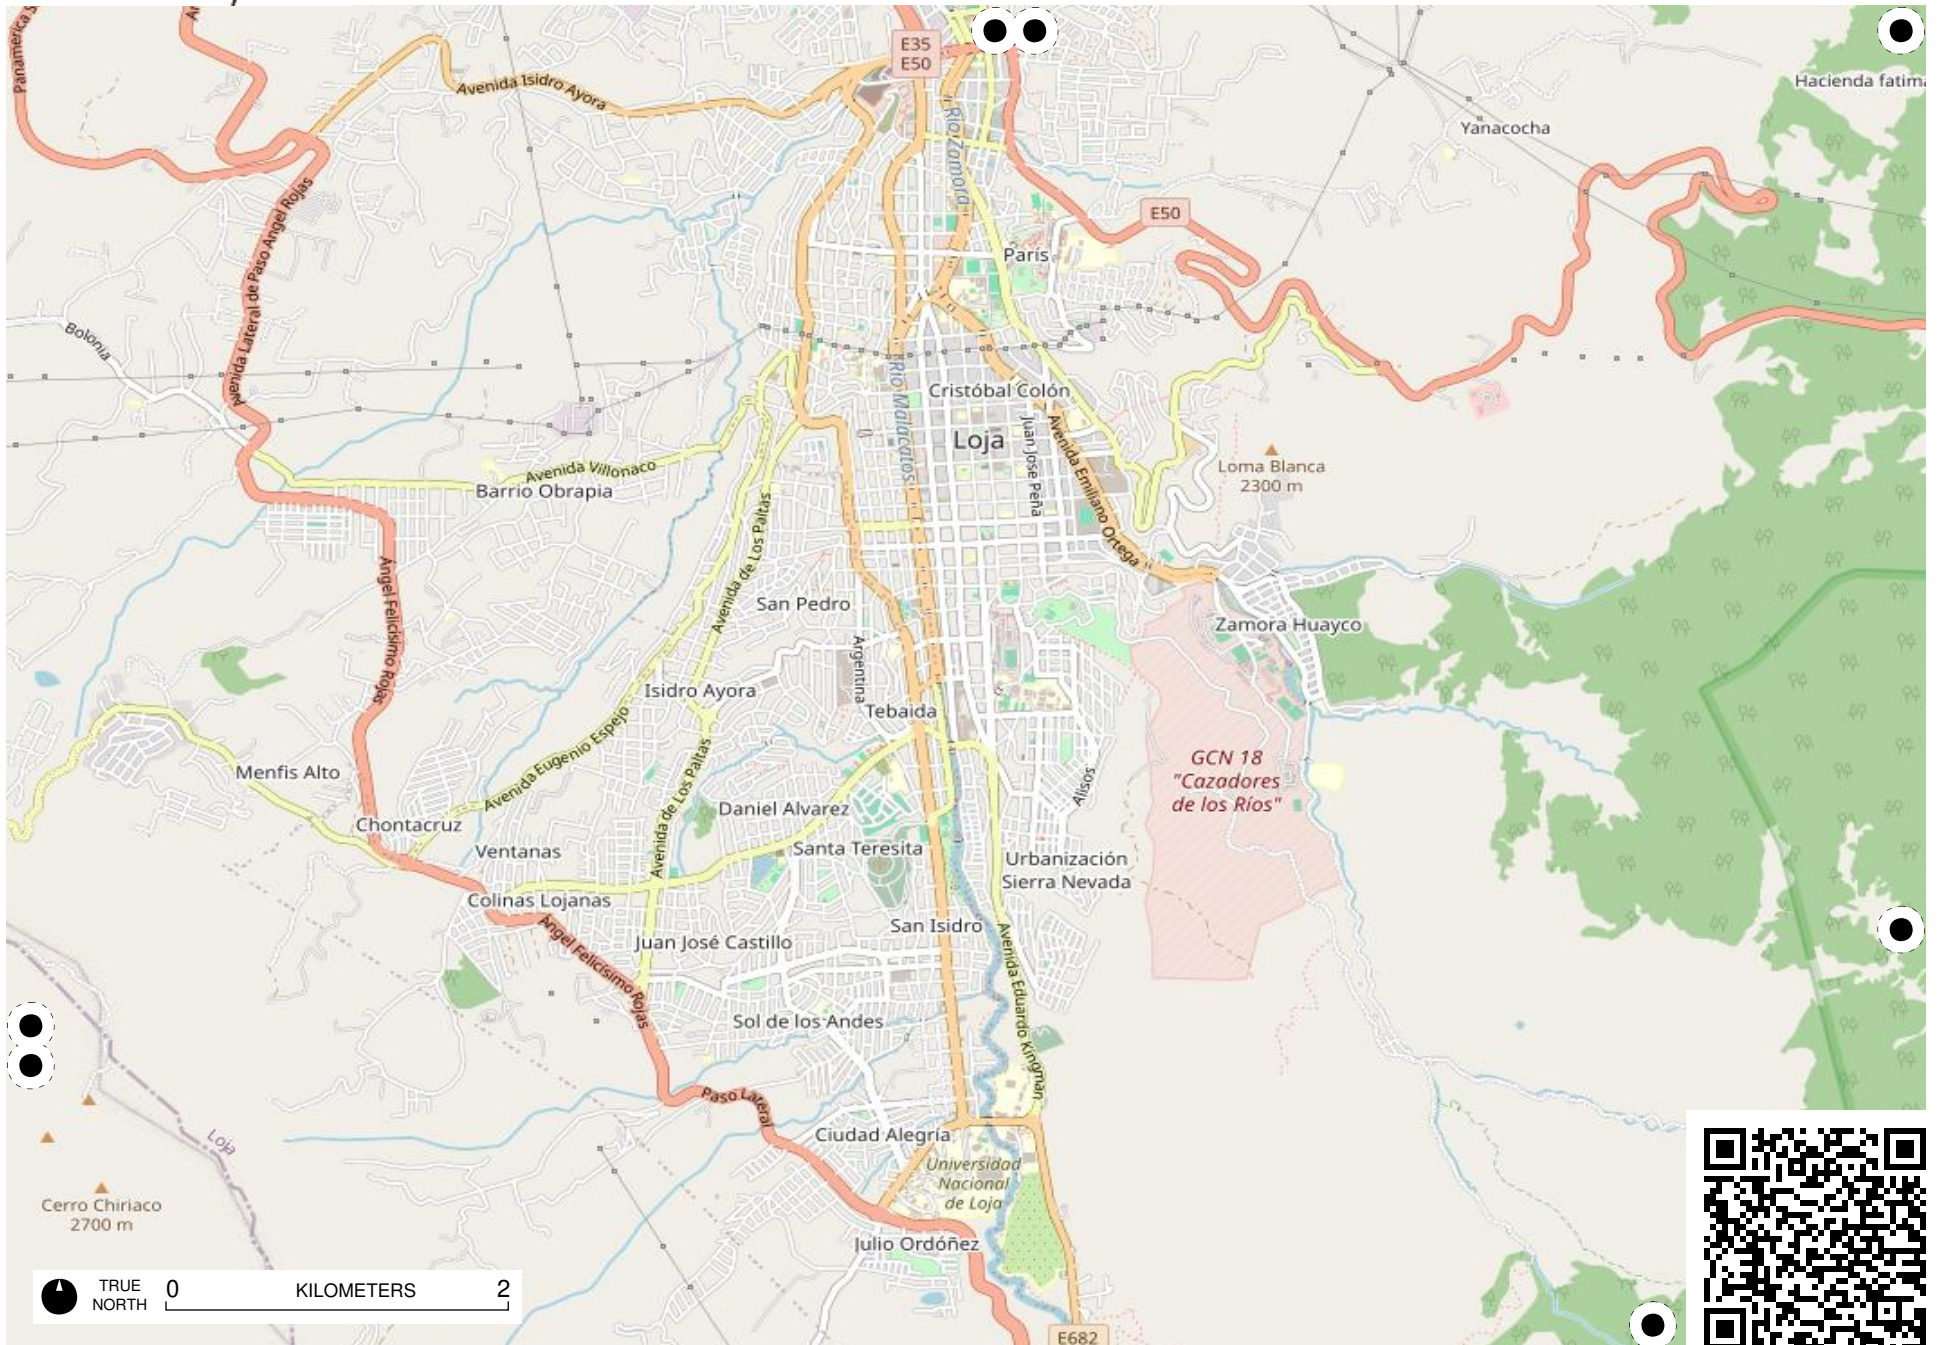 E35
E50
Avenida Isidro Ayora
Hacienda fatima
Yanacocha
Río Zamora
Avenida Lateral de Paso Ángel Rojas
E50
París
Bolonia
Río Malacatos
Cristóbal Colón
Loja
Juan Jose Peña
Avenida Emiliano Ortega
Loma Blanca
2300 m
Avenida Villonaco
Barrio Obrapia
Avenida de Los Paltas
Ángel Felicísimo Rojas
San Pedro
Zamora Huayco
Argentina
Isidro Ayora
Tebaida
Avenida Eugenio Espejo
GCN 18
"Cazadores
de los Ríos"
Menfis Alto
Avenida de Los Paltas
Alisos
Daniel Alvarez
Chontacruz
Ventanas
Santa Teresita
Urbanización
Sierra Nevada
Colinas Lojanas
San Isidro
Ángel Felicísimo Rojas
Juan José Castillo
Avenida Eduardo Kingman
Sol de los Andes
Paso Lateral
Ciudad Alegría
Loja
Universidad
Nacional
de Loja
Cerro Chiriaco
2700 m
Julio Ordóñez
TRUE
NORTH
0 KILOMETERS 2
E682